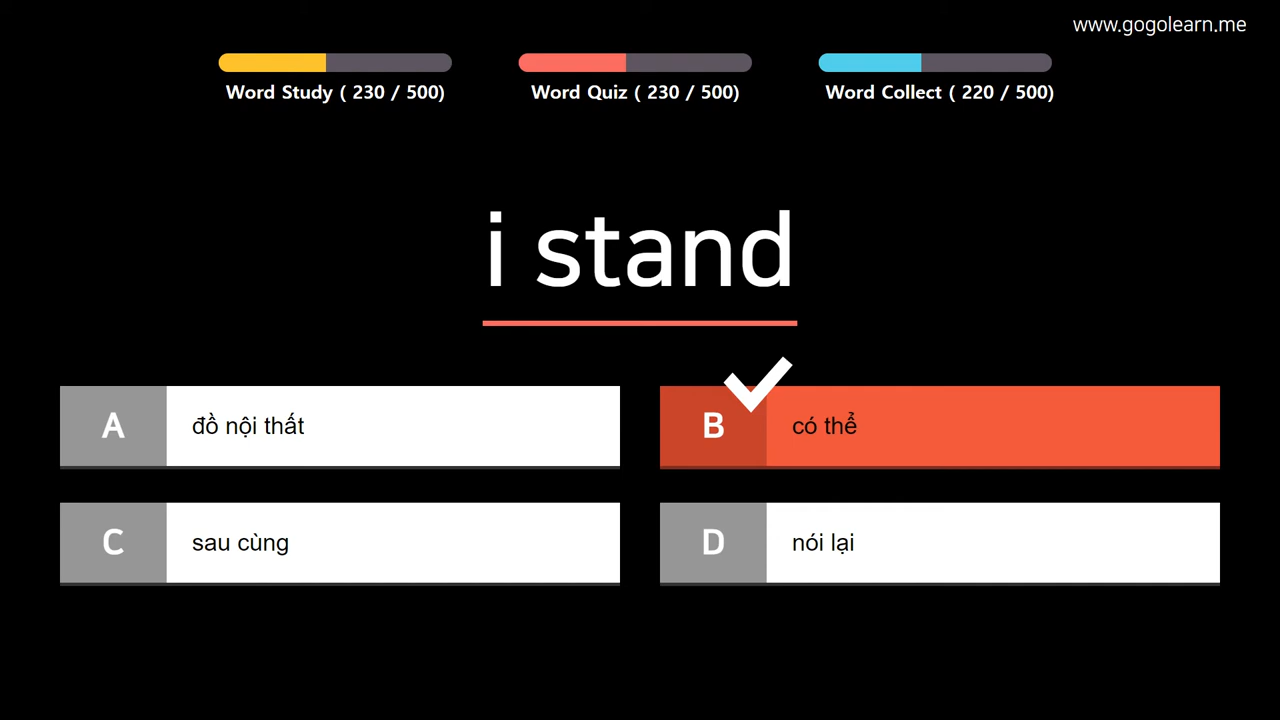 www.gogolearn.me
Word Study ( 230 / 500)
Word Quiz ( 230 / 500)
Word Collect ( 220 / 500)
i stand
A
đồ nội thất
B
có thể
C
sau cùng
D
nói lại